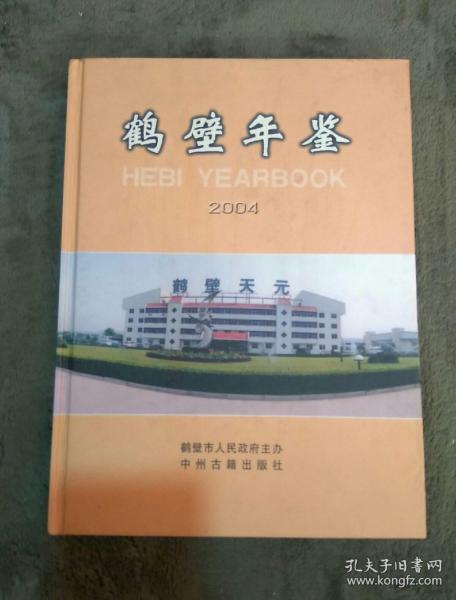 鹤壁年鉴
HEBI YEARBOOK
2004
鹤壁天元
鹤壁市人民政府主办
中州古籍出版社
孔夫子旧书网
www.kongfz.com